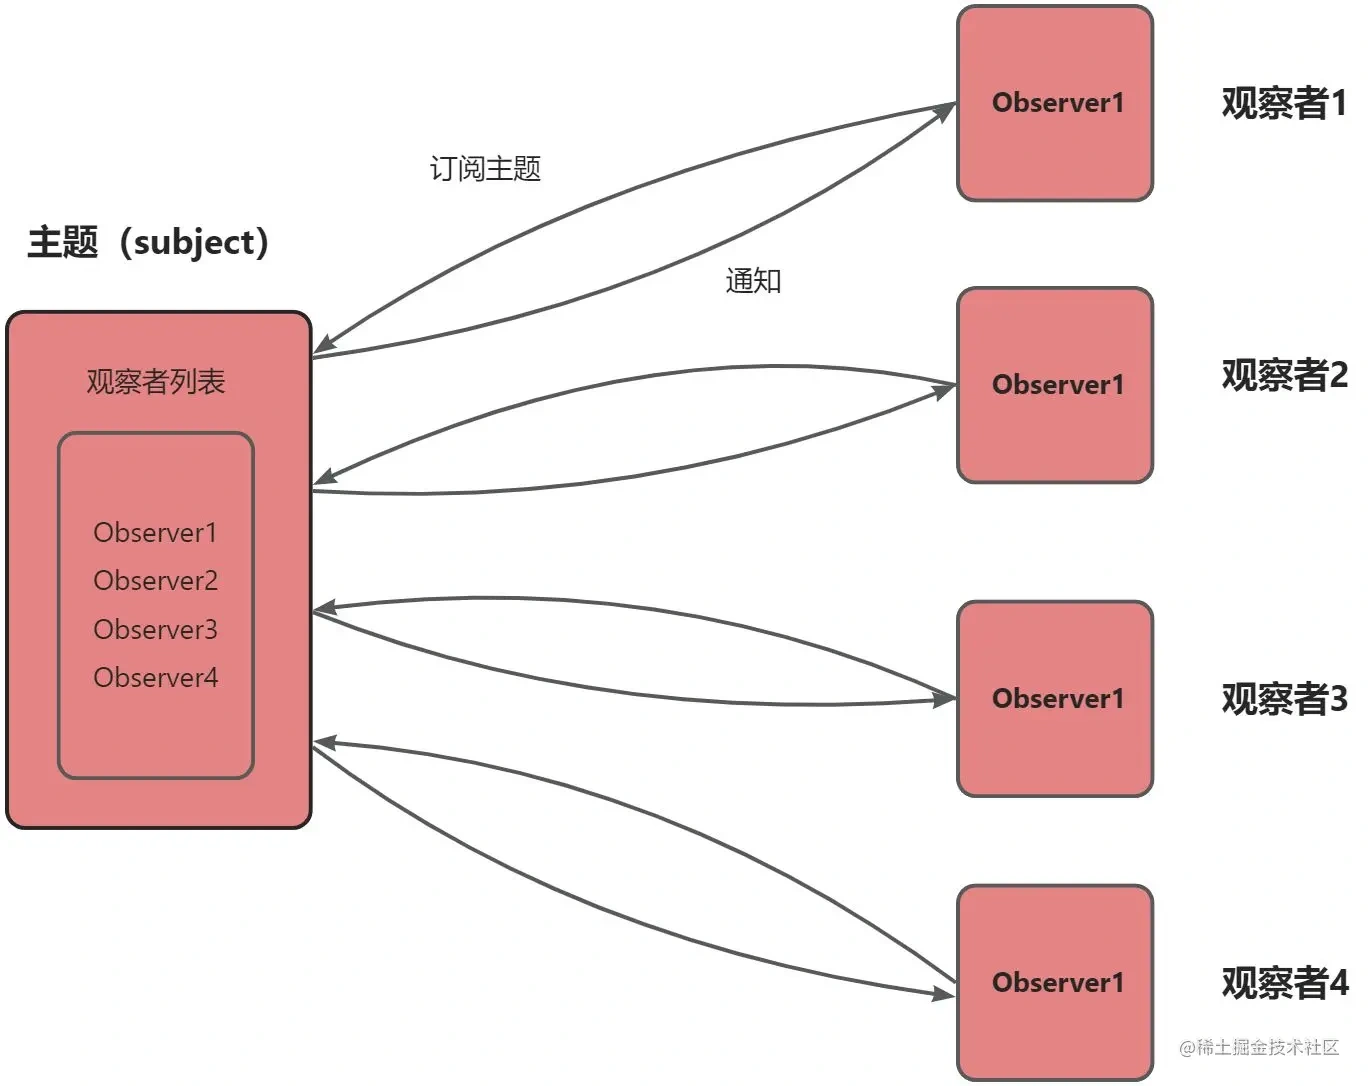 Observer1
观察者1
订阅主题
主题（subject）
通知
观察者列表
Observer1
观察者2
Observer1
Observer2
Observer3
Observer4
Observer1
观察者3
Observer1
观察者4
@稀土掘金技术社区